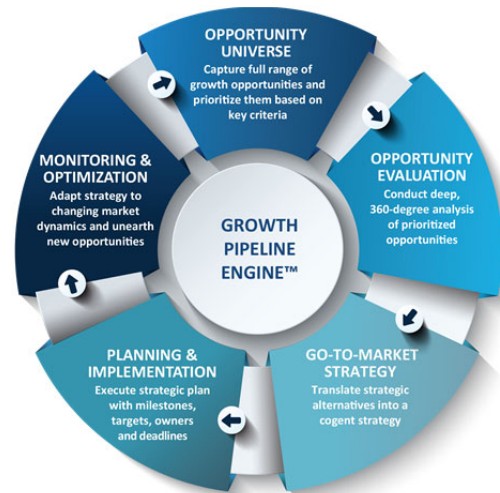 OPPORTUNITY
UNIVERSE
Capture full range of
growth opportunities and
prioritize them based on
key criteria
OPPORTUNITY
EVALUATION
Conduct deep,
360-degree analysis
of prioritized
opportunities
GO-TO-MARKET
STRATEGY
Translate strategic
alternatives into a
cogent strategy
PLANNING &
IMPLEMENTATION
Execute strategic plan
with milestones,
targets, owners
and deadlines
MONITORING &
OPTIMIZATION
Adapt strategy to
changing market
dynamics and unearth
new opportunities
GROWTH
PIPELINE
ENGINE™